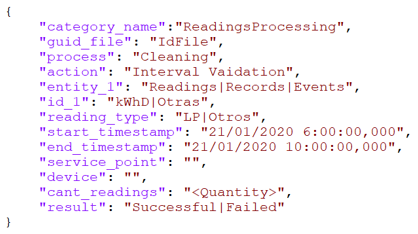 {
"category_name":"ReadingsProcessing",
"guid_file": "IdFile",
"process": "Cleaning",
"action": "Interval Vaidation",
"entity_1": "Readings|Records|Events",
"id_1": "kWhD|Otras",
"reading_type": "LP|Otros",
"start_timestamp": "21/01/2020 6:00:00,000",
"end_timestamp": "21/01/2020 10:00:00,000",
"service_point": "",
"device": "",
"cant_readings": "<Quantity>",
"result": "Successful|Failed"
}